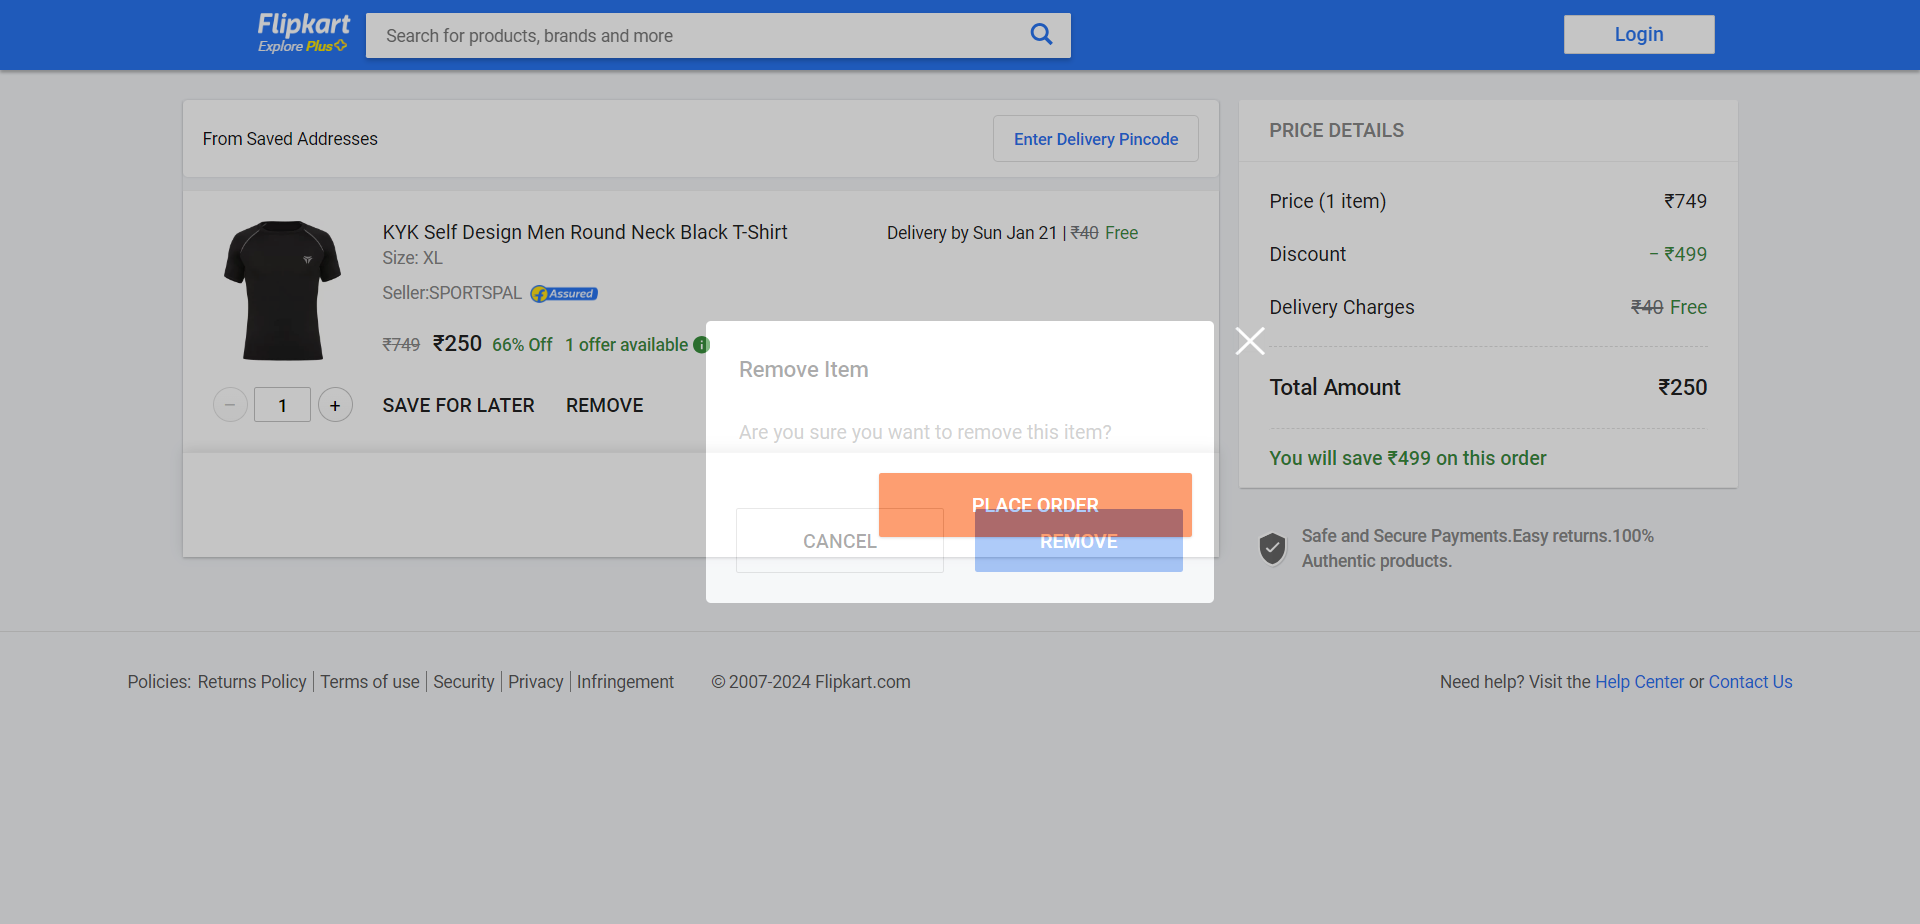 Flipkart
Explore Plus
Search for products, brands and more
Login
From Saved Addresses
Enter Delivery Pincode
KYK Self Design Men Round Neck Black T-Shirt
Size: XL
Seller:SPORTSPAL
Assured
Delivery by Sun Jan 21 | ₹40 Free
₹749 ₹250 66% Off 1 offer available
1
SAVE FOR LATER REMOVE
Remove Item
Are you sure you want to remove this item?
PLACE ORDER
CANCEL
REMOVE
PRICE DETAILS
Price (1 item) ₹749
Discount − ₹499
Delivery Charges ₹40 Free
Total Amount ₹250
You will save ₹499 on this order
Safe and Secure Payments.Easy returns.100%
Authentic products.
Policies: Returns Policy | Terms of use | Security | Privacy | Infringement
© 2007-2024 Flipkart.com
Need help? Visit the Help Center or Contact Us